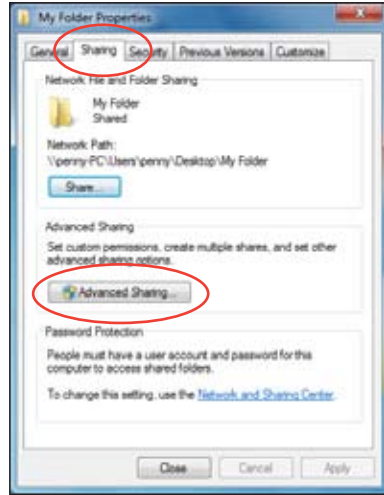 My Folder Properties
General Sharing Security Previous Versions Customize
Network File and Folder Sharing
My Folder
Shared
Network Path:
\\penny-PC\Users\penny\Desktop\My Folder
Share...
Advanced Sharing
Set custom permissions, create multiple shares, and set other
advanced sharing options.
Advanced Sharing...
Password Protection
People must have a user account and password for this
computer to access shared folders.
To change this setting, use the Network and Sharing Center.
Close Cancel Apply